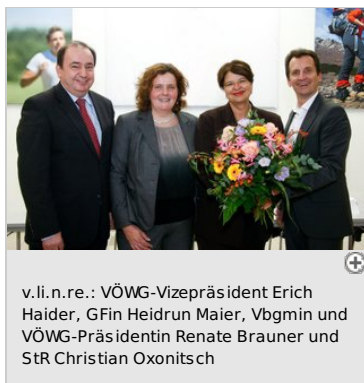 v.li.n.re.: VÖWG-Vizepräsident Erich
Haider, GFin Heidrun Maier, Vbgmin und
VÖWG-Präsidentin Renate Brauner und
StR Christian Oxonitsch